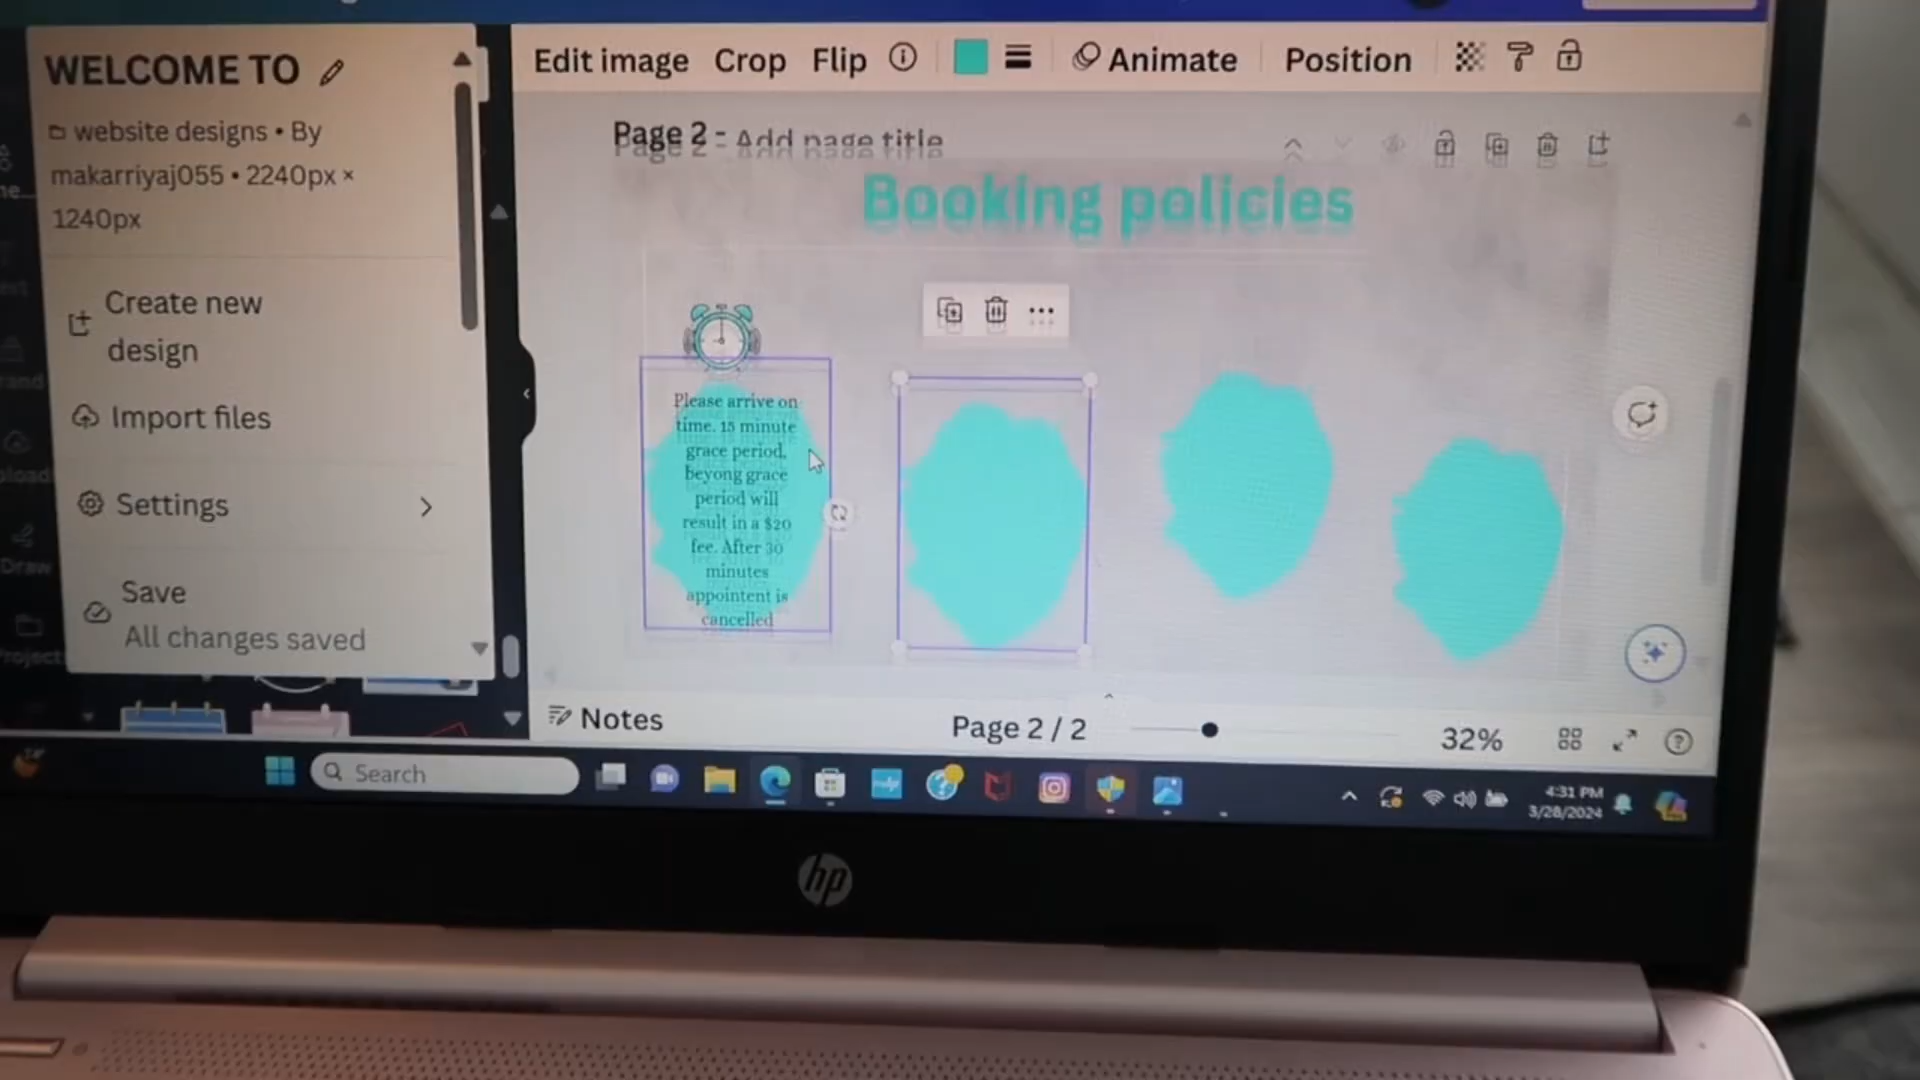 WELCOME TO
website designs • By
makarriyaj055 • 2240px ×
1240px
Create new
design
Import files
Settings
Save
All changes saved
Edit image Crop Flip Animate Position
Page 2 - Add page title
Booking policies
Please arrive on
time. 15 minute
grace period,
beyong grace
period will
result in a $20
fee. After 30
minutes
appointent is
cancelled
Draw
Notes
Page 2 / 2
32%
Search
4:31 PM
3/28/2024
hp